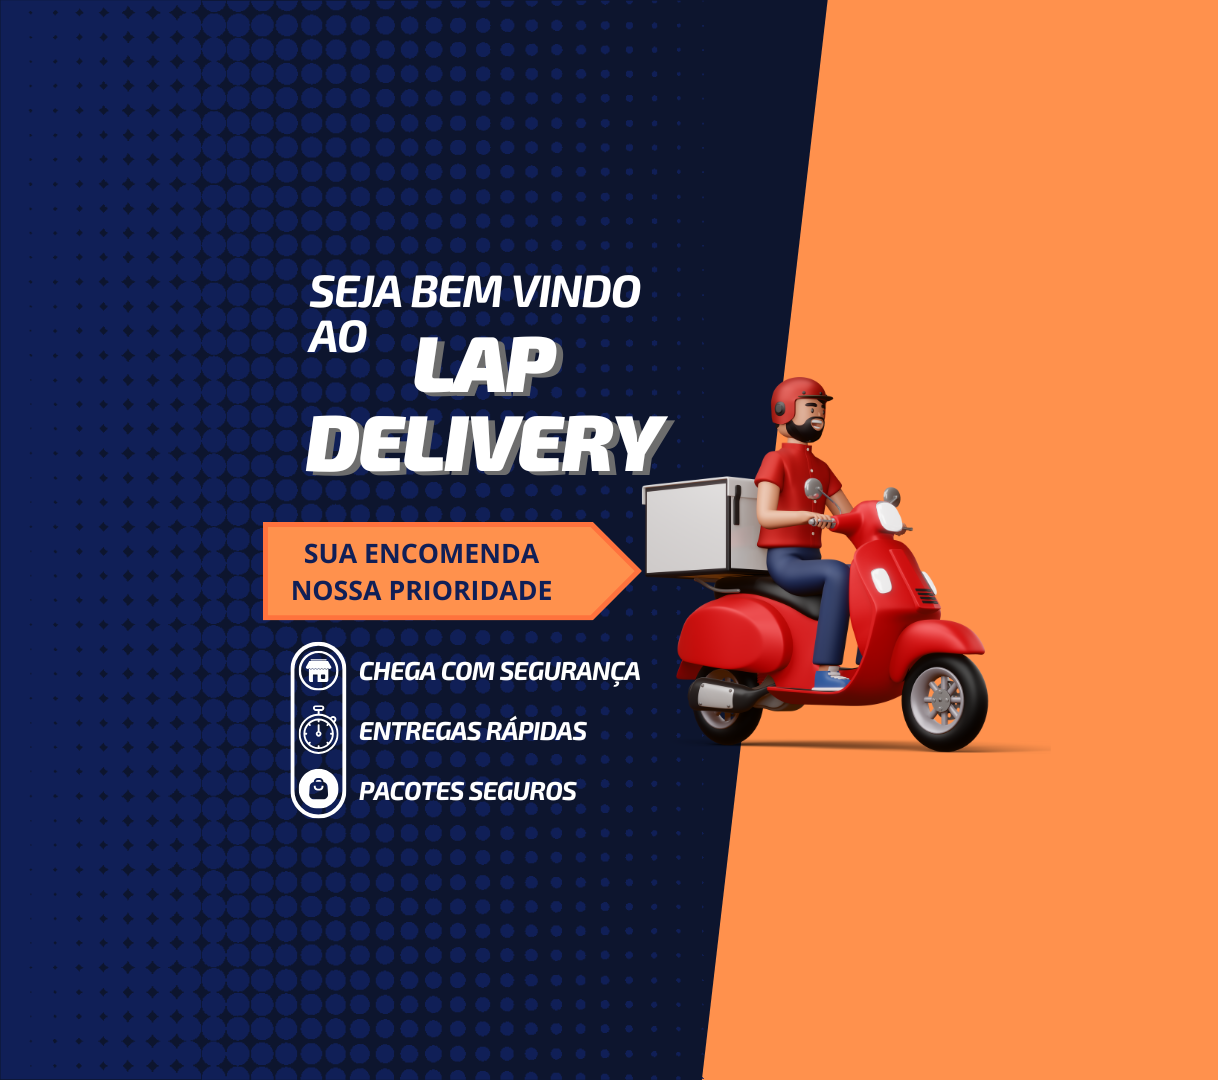 SEJA BEM VINDO
AO
LAP
DELIVERY
SUA ENCOMENDA
NOSSA PRIORIDADE
CHEGA COM SEGURANÇA
ENTREGAS RÁPIDAS
PACOTES SEGUROS